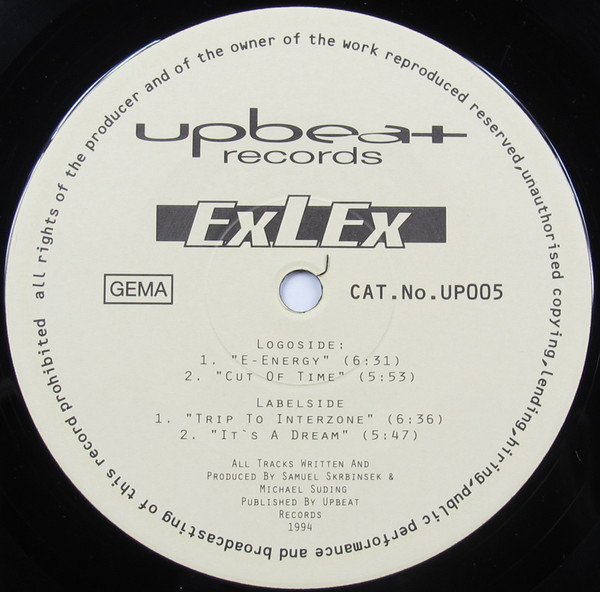 all rights of the producer and of the owner of the work reproduced reserved, unauthorised copying, lending, hiring, public performance and broadcasting of this record prohibited
upbeat
records
EXLEX
GEMA
CAT.No.UP005
LOGOSIDE:
1. "E-ENERGY" (6:31)
2. "CUT OF TIME" (5:53)
LABELSIDE
1. "TRIP TO INTERZONE" (6:36)
2. "IT`S A DREAM" (5:47)
ALL TRACKS WRITTEN AND
PRODUCED BY SAMUEL SKRBINSEK &
MICHAEL SUDING
PUBLISHED BY UPBEAT
RECORDS
1994